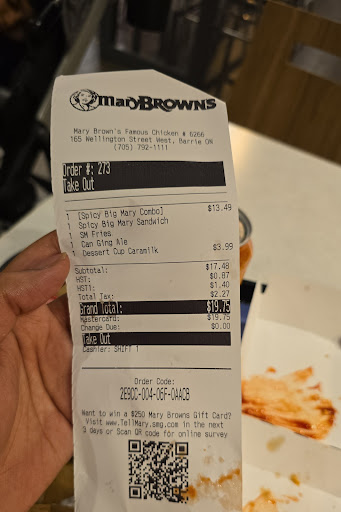 maryBROWNS
Mary Brown's Famous Chicken # 6266
165 Wellington Street West, Barrie ON
(705) 792-1111
Order #: 273
Take Out
1 [Spicy Big Mary Combo] $13.49
1 Spicy Big Mary Sandwich
1 SM Fries
1 Can Ging Ale
1 Dessert Cup Caramilk $3.99
Subtotal: $17.48
HST: $0.87
HST1: $1.40
Total Tax: $2.27
Grand Total: $19.75
Mastercard: $19.75
Change Due: $0.00
Take Out
Cashier: SHIFT 1
Order Code:
2E9CC-004-06F-0AACB
Want to win a $250 Mary Browns Gift Card?
Visit www.TellMary.smg.com in the next
3 days or Scan QR code for online survey